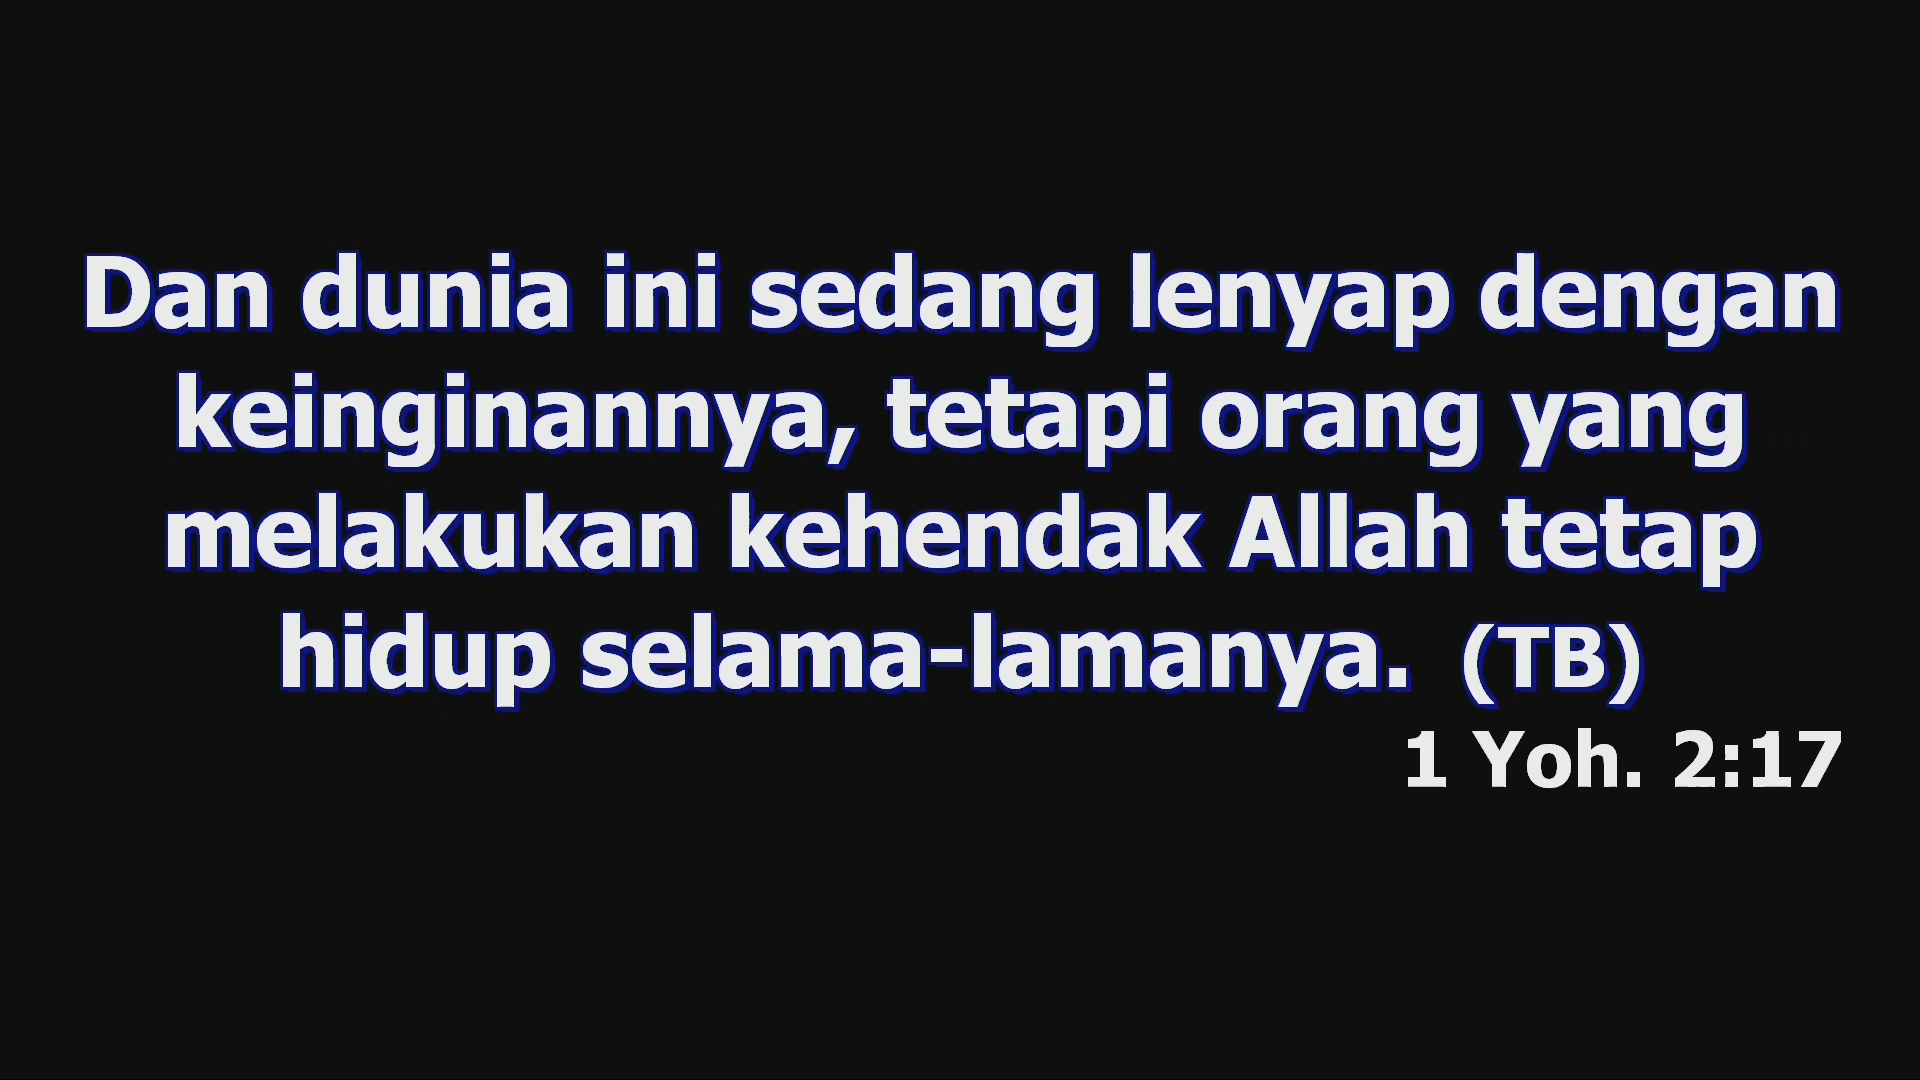 Dan dunia ini sedang lenyap dengan
keinginannya, tetapi orang yang
melakukan kehendak Allah tetap
hidup selama-lamanya. (TB)
1 Yoh. 2:17